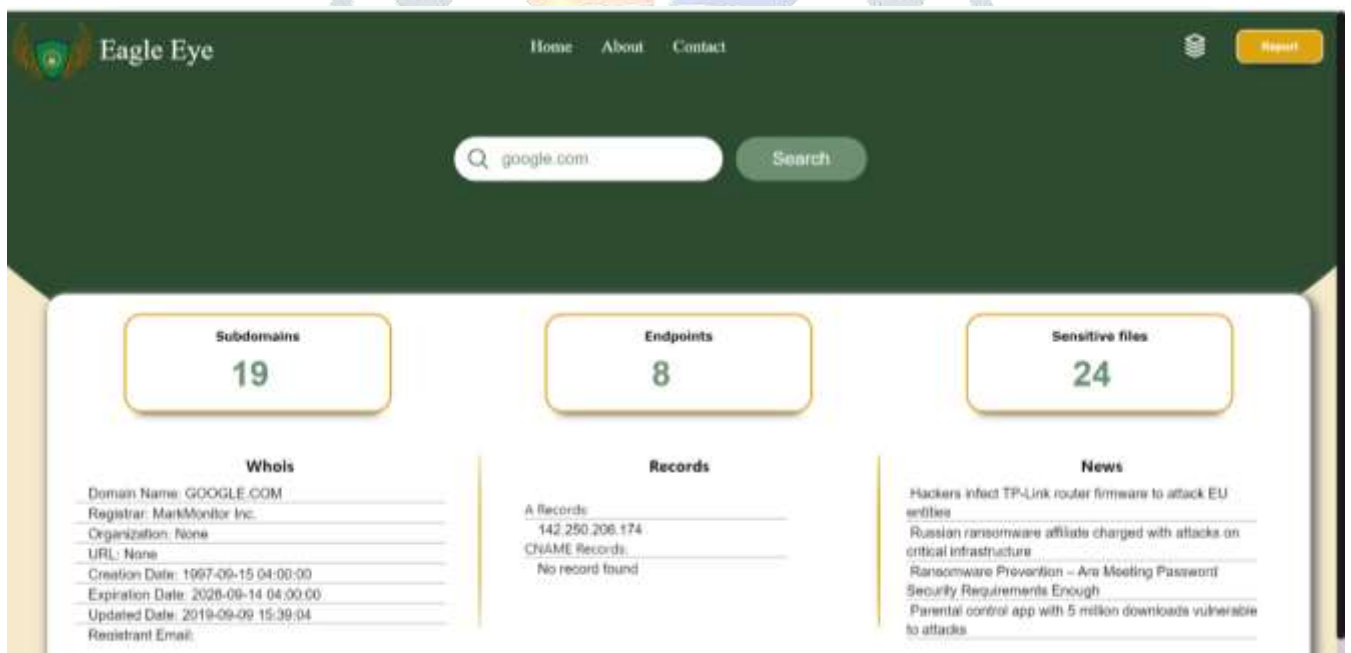 Eagle Eye
Home About Contact
Report
google.com
Search
Subdomains
19
Endpoints
8
Sensitive files
24
Whois
Domain Name: GOOGLE.COM
Registrar: MarkMonitor Inc.
Organization: None
URL: None
Creation Date: 1997-09-15 04:00:00
Expiration Date: 2028-09-14 04:00:00
Updated Date: 2019-09-09 15:39:04
Registrant Email:
Records
A Records:
142.250.206.174
CNAME Records:
No record found
News
Hackers infect TP-Link router firmware to attack EU
entities
Russian ransomware affiliate charged with attacks on
critical infrastructure
Ransomware Prevention – Are Meeting Password
Security Requirements Enough
Parental control app with 5 million downloads vulnerable
to attacks